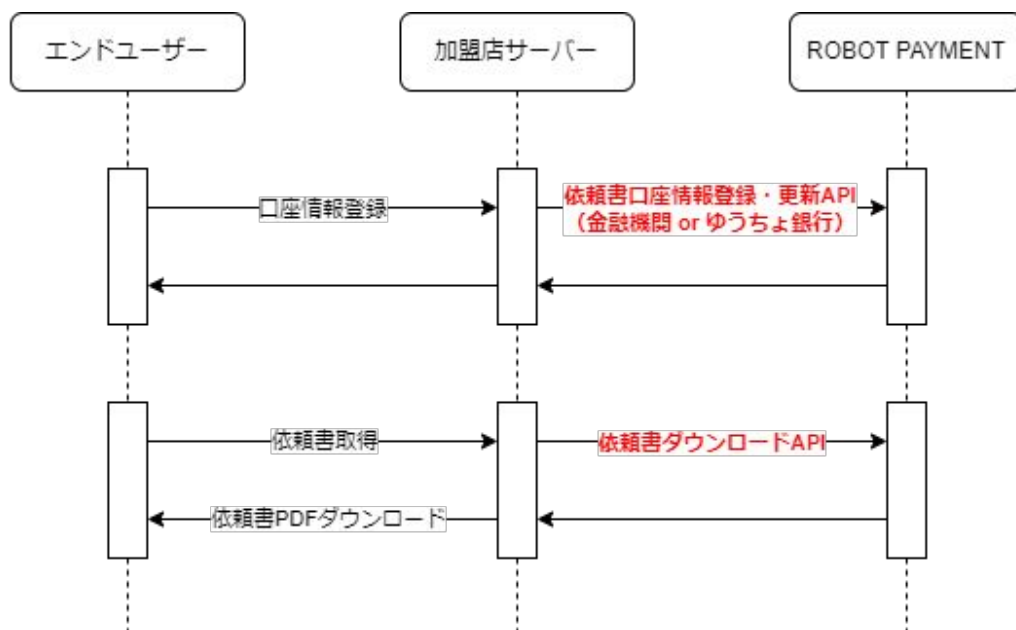 エンドユーザー
加盟店サーバー
ROBOT PAYMENT
口座情報登録
依頼書口座情報登録・更新API
（金融機関 or ゆうちょ銀行）
依頼書取得
依頼書ダウンロードAPI
依頼書PDFダウンロード